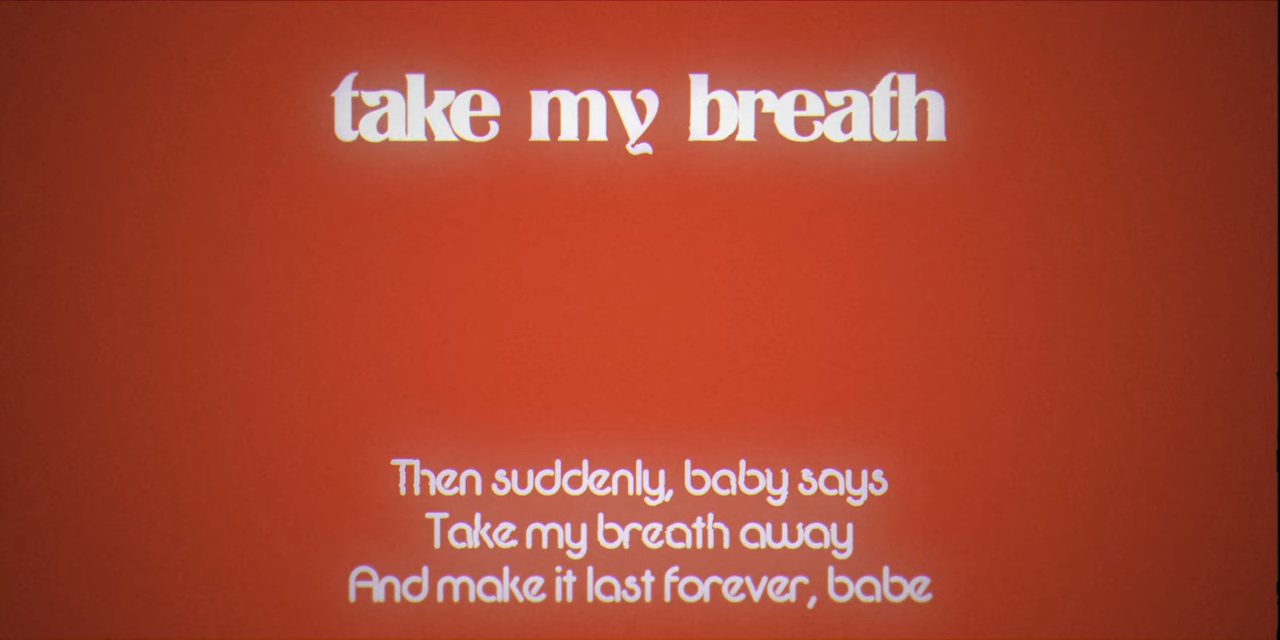 take my breath
Then suddenly, baby says
Take my breath away
And make it last forever, babe